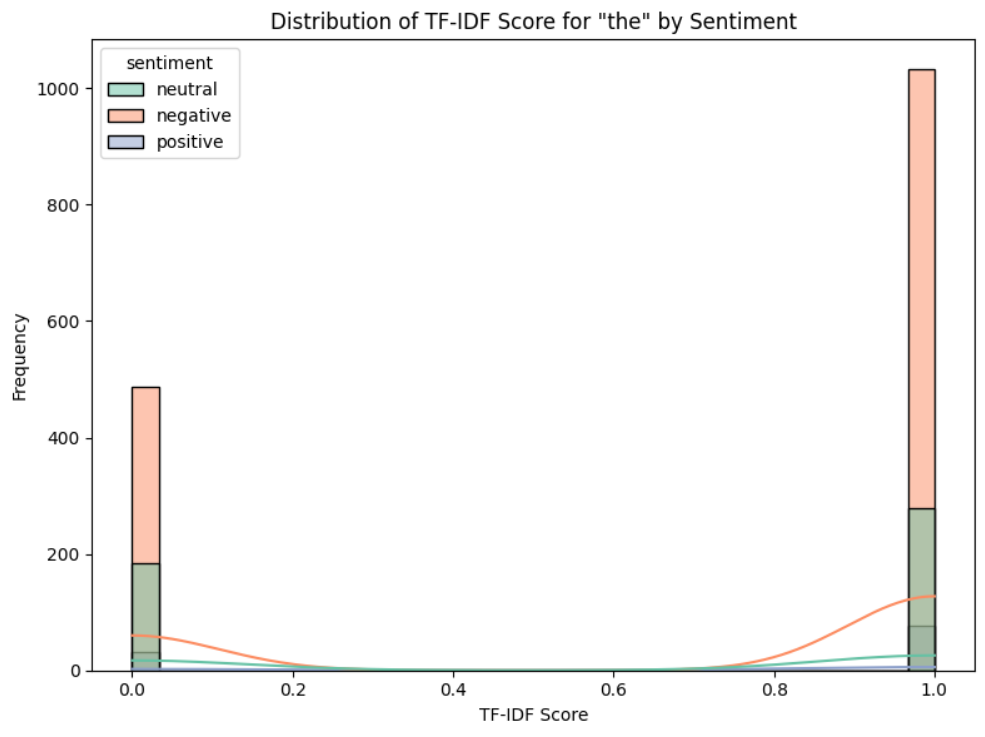 Distribution of TF-IDF Score for "the" by Sentiment
sentiment
neutral
negative
positive
Frequency
1000
800
600
400
200
0
0.0 0.2 0.4 0.6 0.8 1.0
TF-IDF Score